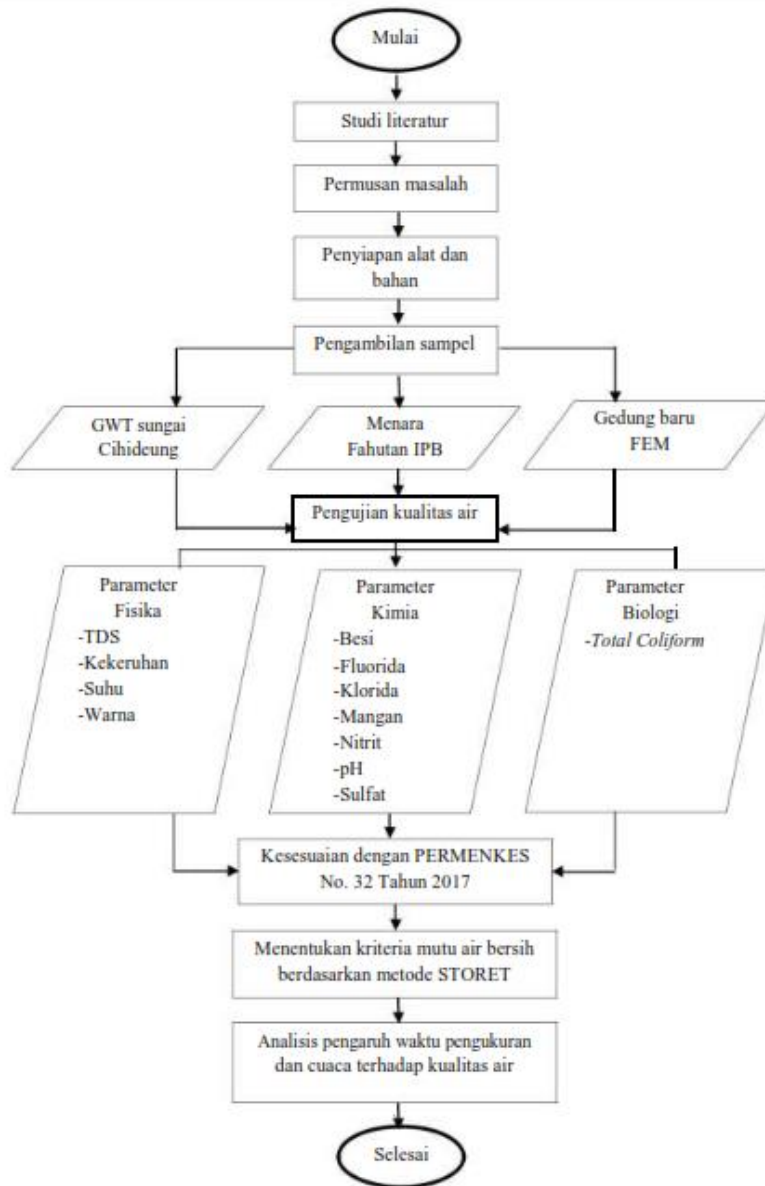 Mulai
Studi literatur
Permusan masalah
Penyiapan alat dan
bahan
Pengambilan sampel
GWT sungai
Cihideung
Menara
Fahutan IPB
Gedung baru
FEM
Pengujian kualitas air
Parameter
Fisika
-TDS
-Kekeruhan
-Suhu
-Warna
Parameter
Kimia
-Besi
-Fluorida
-Klorida
-Mangan
-Nitrit
-pH
-Sulfat
Parameter
Biologi
-Total Coliform
Kesesuaian dengan PERMENKES
No. 32 Tahun 2017
Menentukan kriteria mutu air bersih
berdasarkan metode STORET
Analisis pengaruh waktu pengukuran
dan cuaca terhadap kualitas air
Selesai